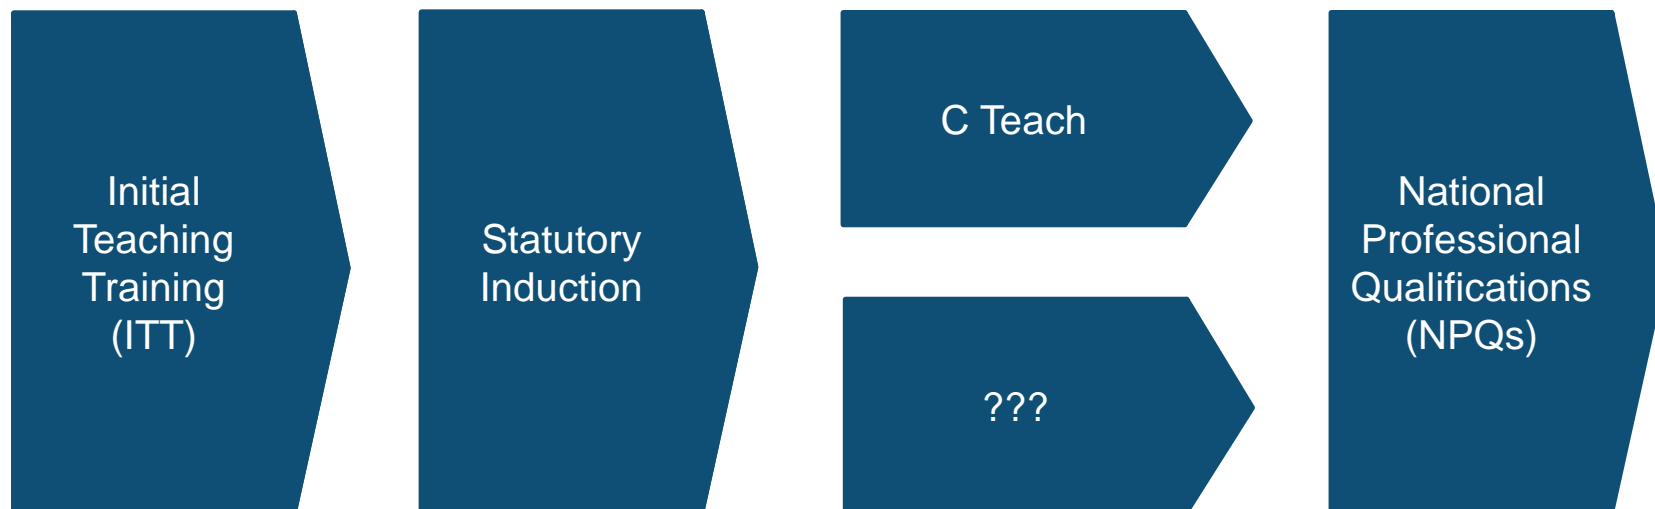 Initial
Teaching
Training
(ITT)
Statutory
Induction
C Teach
???
National
Professional
Qualifications
(NPQs)